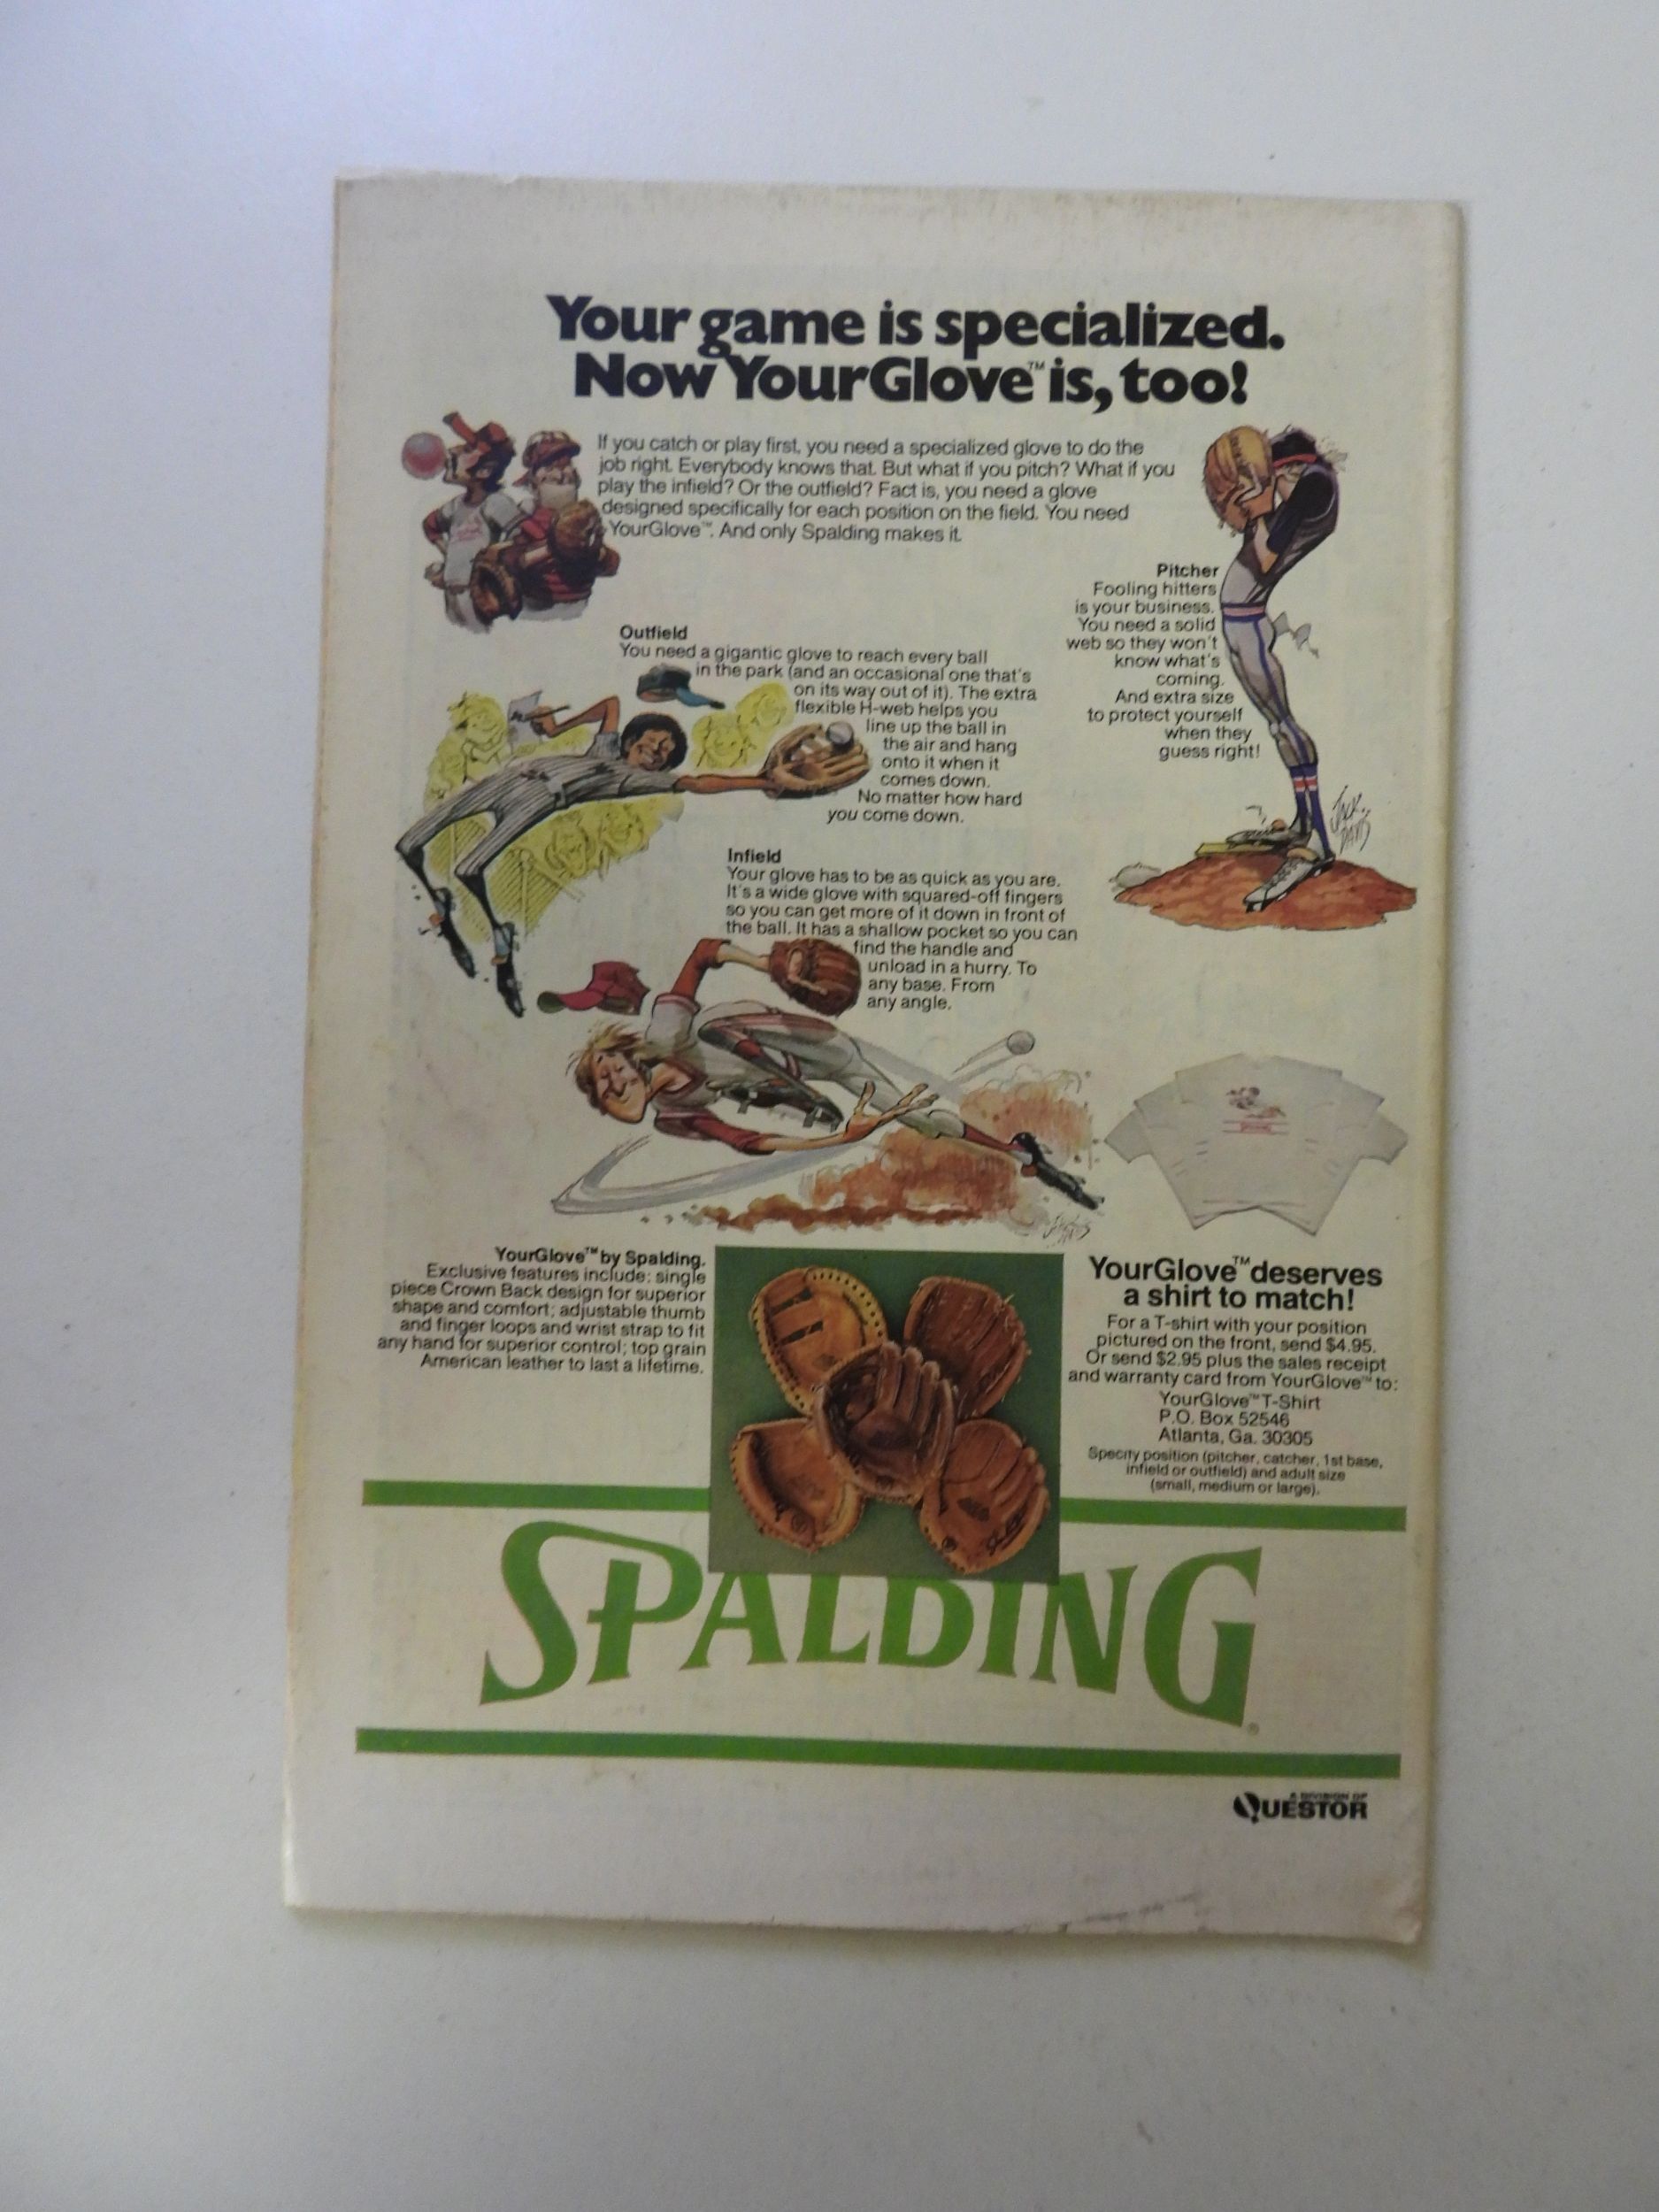 Your game is specialized.
Now YourGlove™ is, too!
If you catch or play first, you need a specialized glove to do the
job right. Everybody knows that. But what if you pitch? What if you
play the infield? Or the outfield? Fact is, you need a glove
designed specifically for each position on the field. You need
YourGlove™. And only Spalding makes it.
Pitcher
Fooling hitters
is your business.
You need a solid
web so they won't
know what's
coming.
And extra size
to protect yourself
when they
guess right!
JACK
DAVIS
Outfield
You need a gigantic glove to reach every ball
in the park (and an occasional one that's
on its way out of it). The extra
flexible H-web helps you
line up the ball in
the air and hang
onto it when it
comes down.
No matter how hard
you come down.
Infield
Your glove has to be as quick as you are.
It's a wide glove with squared-off fingers
so you can get more of it down in front of
the ball. It has a shallow pocket so you can
find the handle and
unload in a hurry. To
any base. From
any angle.
YourGlove™ by Spalding.
Exclusive features include: single
piece Crown Back design for superior
shape and comfort; adjustable thumb
and finger loops and wrist strap to fit
any hand for superior control; top grain
American leather to last a lifetime.
YourGlove™ deserves
a shirt to match!
For a T-shirt with your position
pictured on the front, send $4.95.
Or send $2.95 plus the sales receipt
and warranty card from YourGlove™ to:
YourGlove™ T-Shirt
P.O. Box 52546
Atlanta, Ga. 30305
Specify position (pitcher, catcher, 1st base,
infield or outfield) and adult size
(small, medium or large).
SPALDING®
A DIVISION OF
QUESTOR